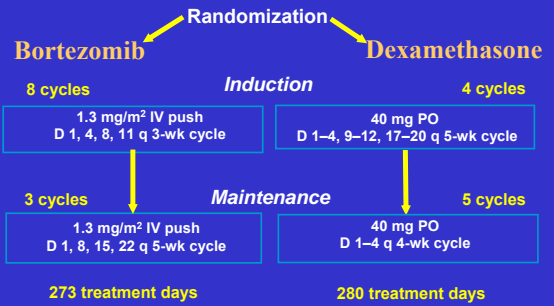 Randomization
Bortezomib
Dexamethasone
8 cycles
Induction
4 cycles
1.3 mg/m² IV push
D 1, 4, 8, 11 q 3-wk cycle
40 mg PO
D 1–4, 9–12, 17–20 q 5-wk cycle
3 cycles
Maintenance
5 cycles
1.3 mg/m² IV push
D 1, 8, 15, 22 q 5-wk cycle
40 mg PO
D 1–4 q 4-wk cycle
273 treatment days
280 treatment days